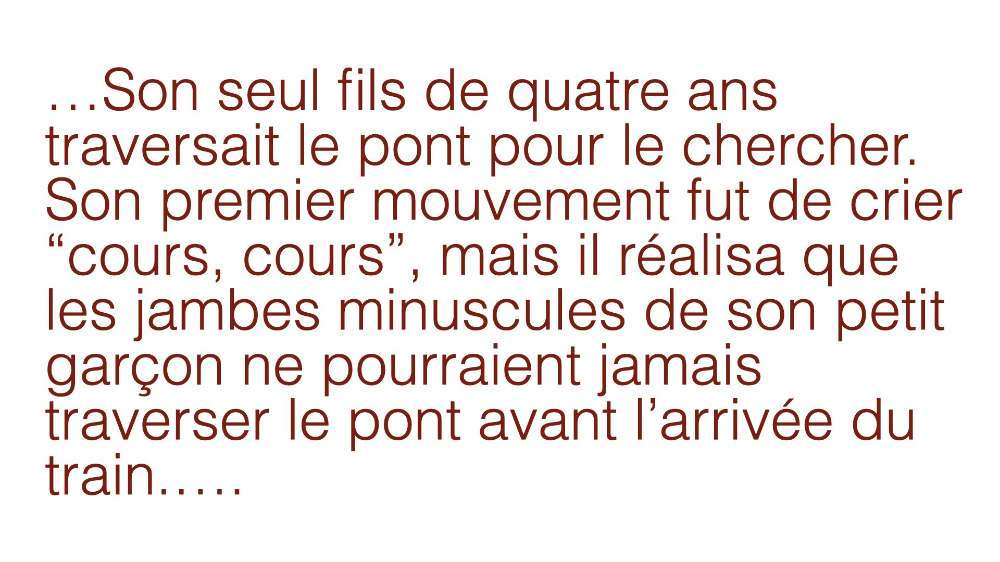 …Son seul fils de quatre ans
traversait le pont pour le chercher.
Son premier mouvement fut de crier
“cours, cours”, mais il réalisa que
les jambes minuscules de son petit
garçon ne pourraient jamais
traverser le pont avant l’arrivée du
train…..